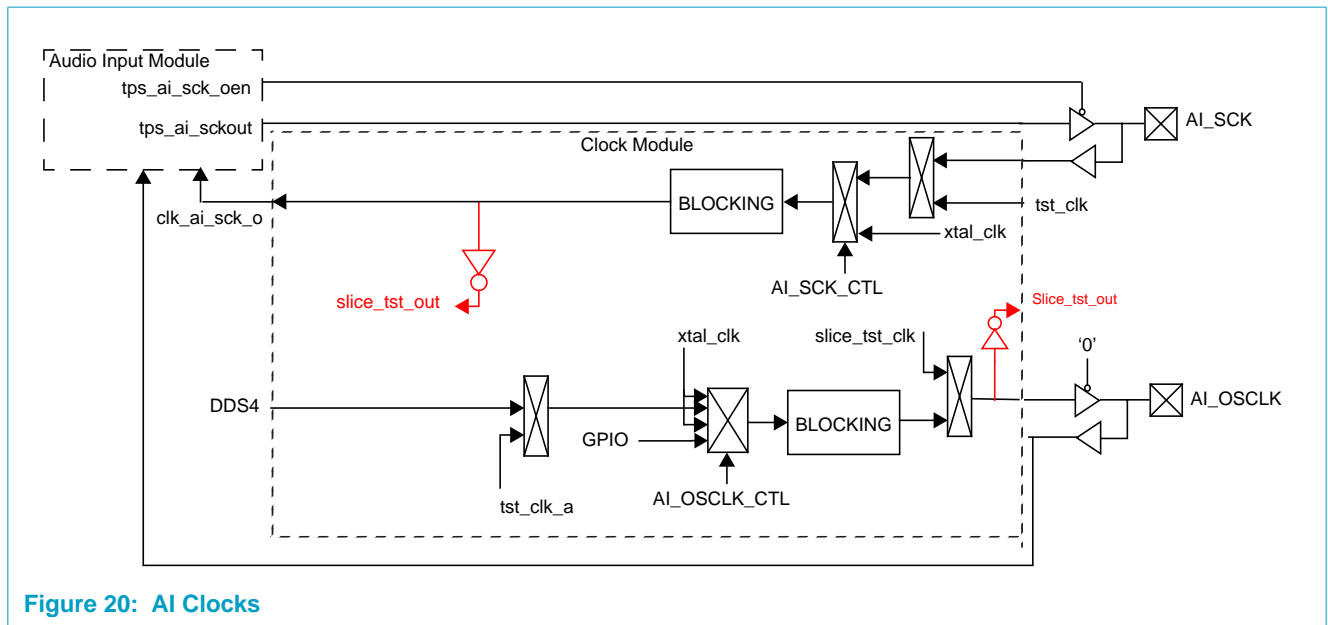 Audio Input Module
tps_ai_sck_oen
tps_ai_sckout
AI_SCK
Clock Module
BLOCKING
tst_clk
clk_ai_sck_o
xtal_clk
AI_SCK_CTL
slice_tst_out
Slice_tst_out
xtal_clk
slice_tst_clk
'0'
DDS4
AI_OSCLK
BLOCKING
GPIO
tst_clk_a
AI_OSCLK_CTL
Figure 20: AI Clocks